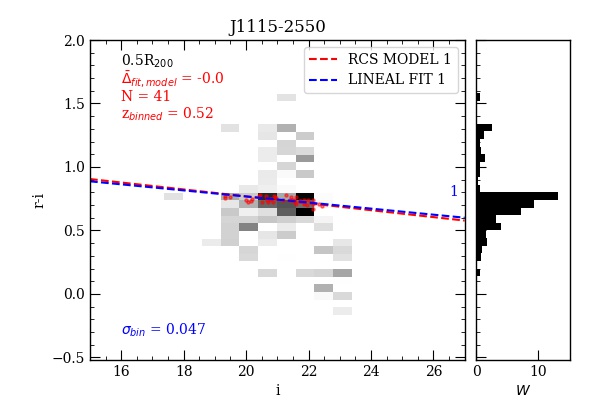 J1115-2550
0.5R200
Δ̄fit,model = -0.0
N = 41
zbinned = 0.52
RCS MODEL 1
LINEAL FIT 1
1
σbin = 0.047
2.0
1.5
1.0
0.5
0.0
−0.5
r-i
16
18
20
22
24
26
i
0
10
W